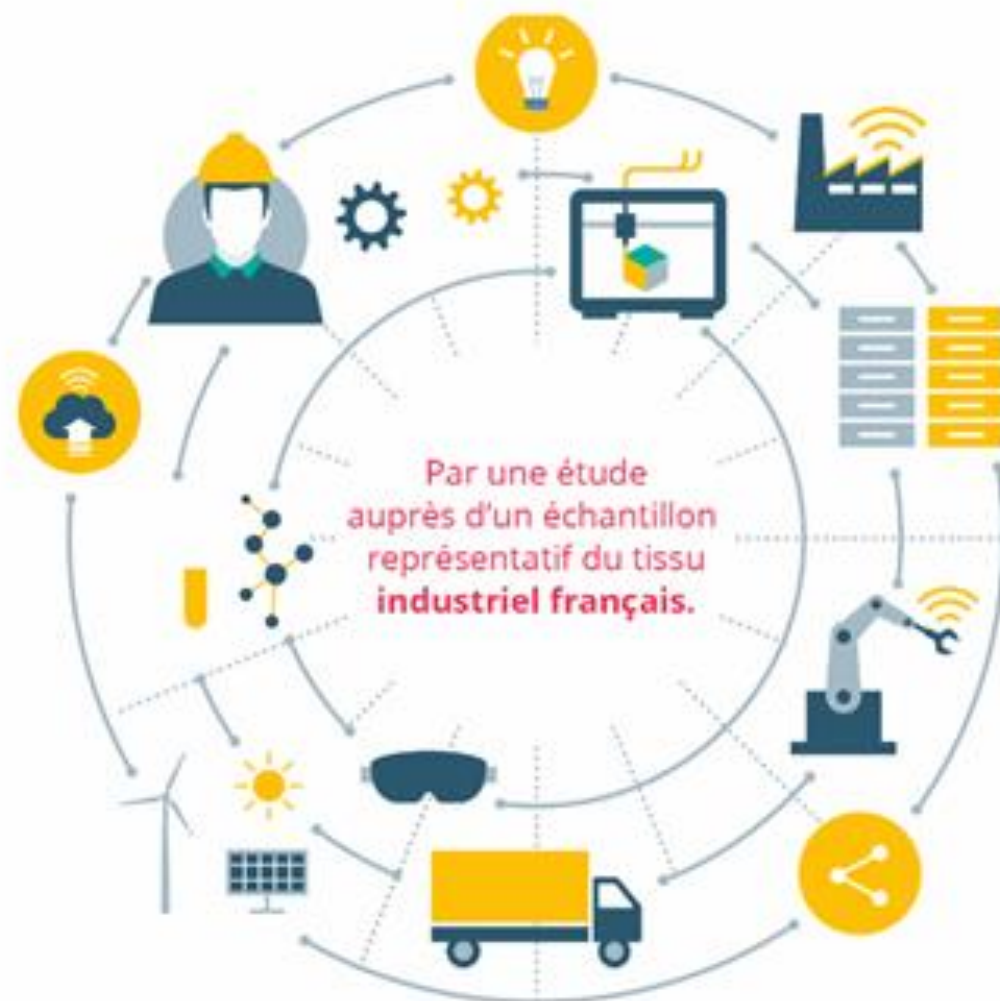 Par une étude
auprès d'un échantillon
représentatif du tissu
industriel français.